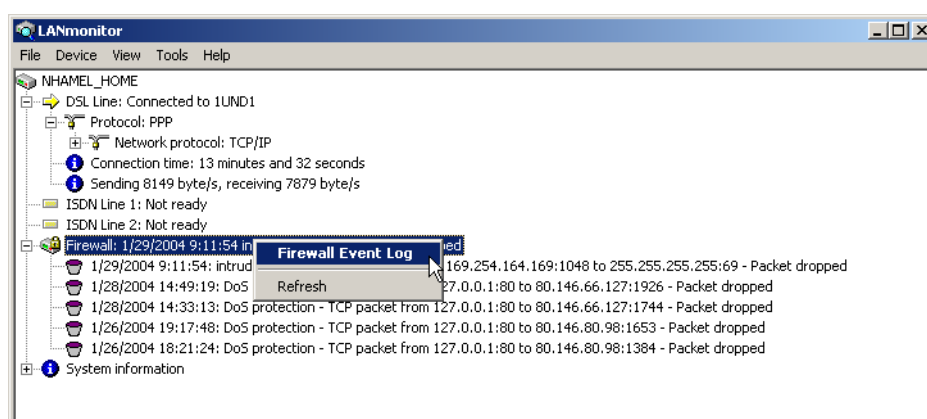 LANmonitor
File Device View Tools Help
NHAMEL_HOME
DSL Line: Connected to 1UND1
Protocol: PPP
Network protocol: TCP/IP
Connection time: 13 minutes and 32 seconds
Sending 8149 byte/s, receiving 7879 byte/s
ISDN Line 1: Not ready
ISDN Line 2: Not ready
Firewall: 1/29/2004 9:11:54
Firewall Event Log
1/29/2004 9:11:54: 169.254.164.169:1048 to 255.255.255.255:69 - Packet dropped
Refresh
1/28/2004 14:49:19: DoS 27.0.0.1:80 to 80.146.66.127:1926 - Packet dropped
1/28/2004 14:33:13: DoS protection - TCP packet from 127.0.0.1:80 to 80.146.66.127:1744 - Packet dropped
1/26/2004 19:17:48: DoS protection - TCP packet from 127.0.0.1:80 to 80.146.80.98:1653 - Packet dropped
1/26/2004 18:21:24: DoS protection - TCP packet from 127.0.0.1:80 to 80.146.80.98:1384 - Packet dropped
System information